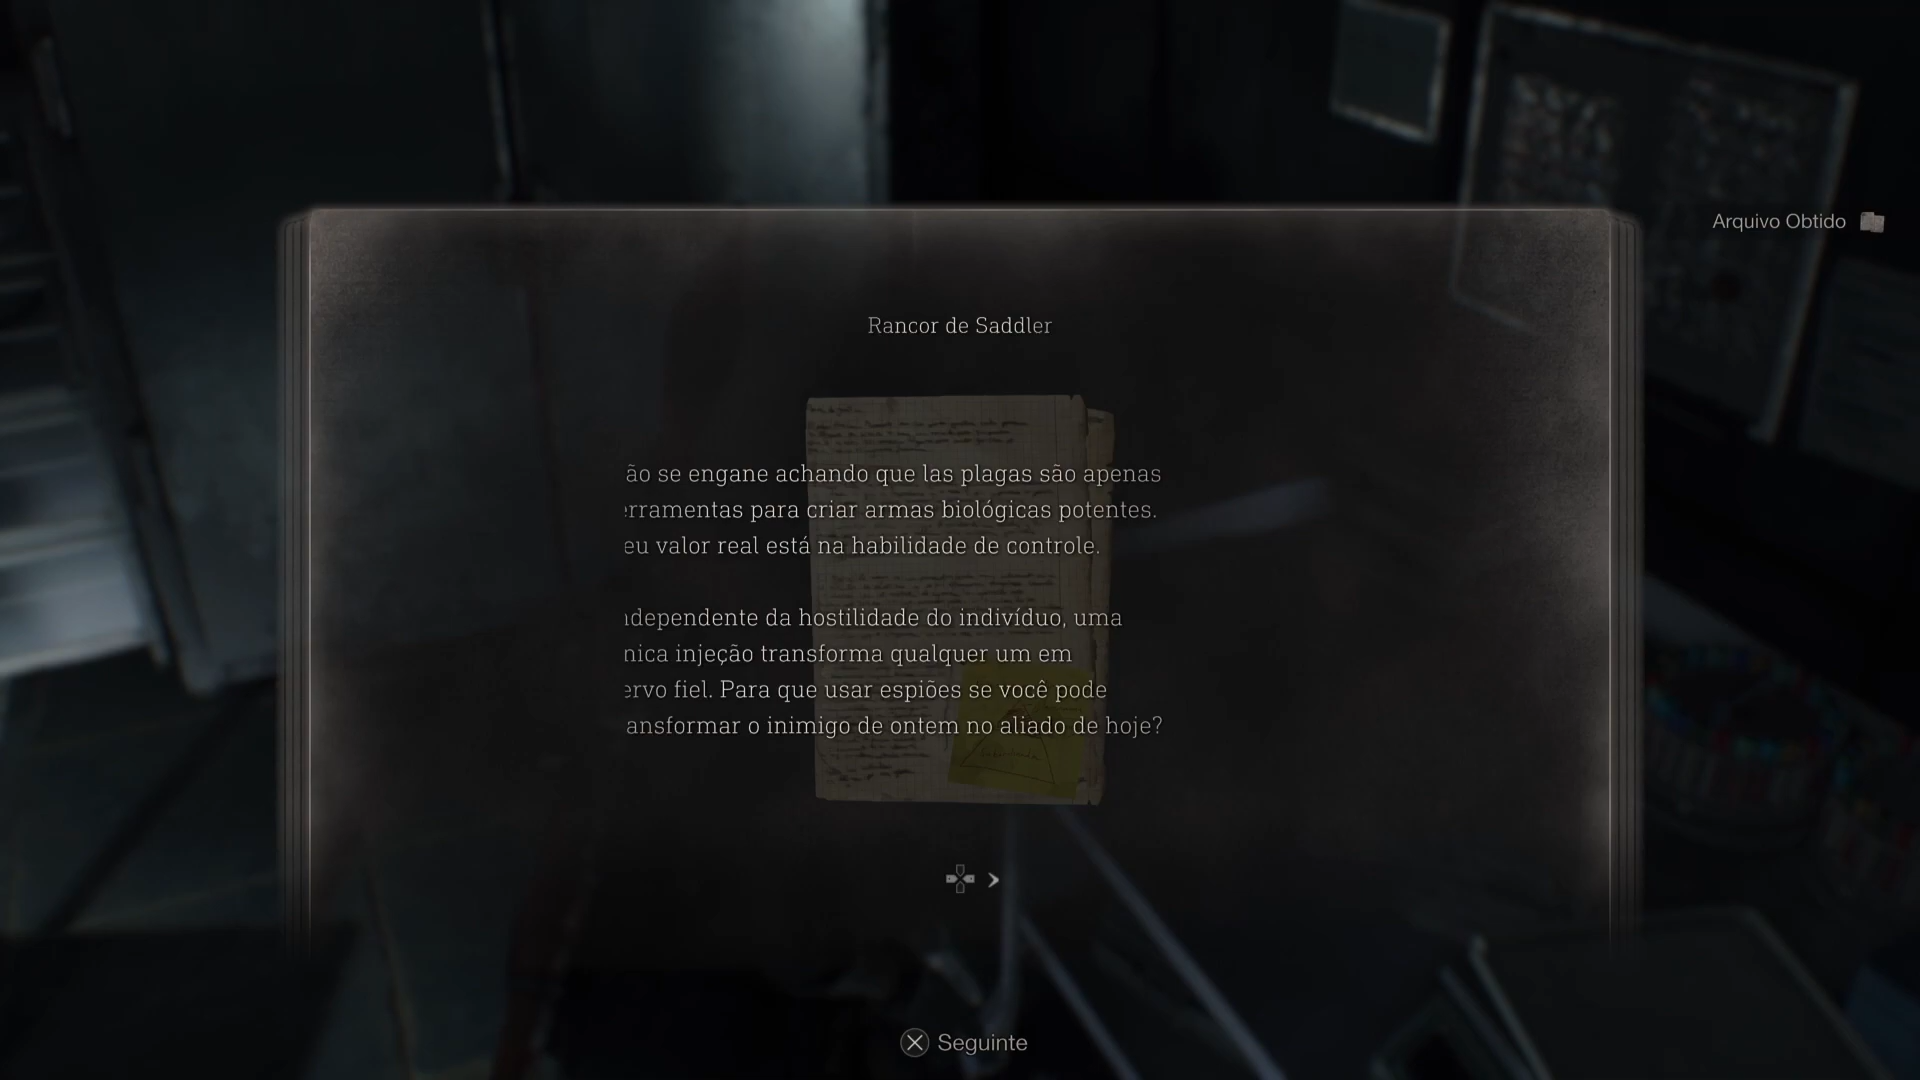 Arquivo Obtido
Rancor de Saddler
ão se engane achando que las plagas são apenas
erramentas para criar armas biológicas potentes.
eu valor real está na habilidade de controle.
ndependente da hostilidade do indivíduo, uma
nica injeção transforma qualquer um em
ervo fiel. Para que usar espiões se você pode
ansformar o inimigo de ontem no aliado de hoje?
Seguinte